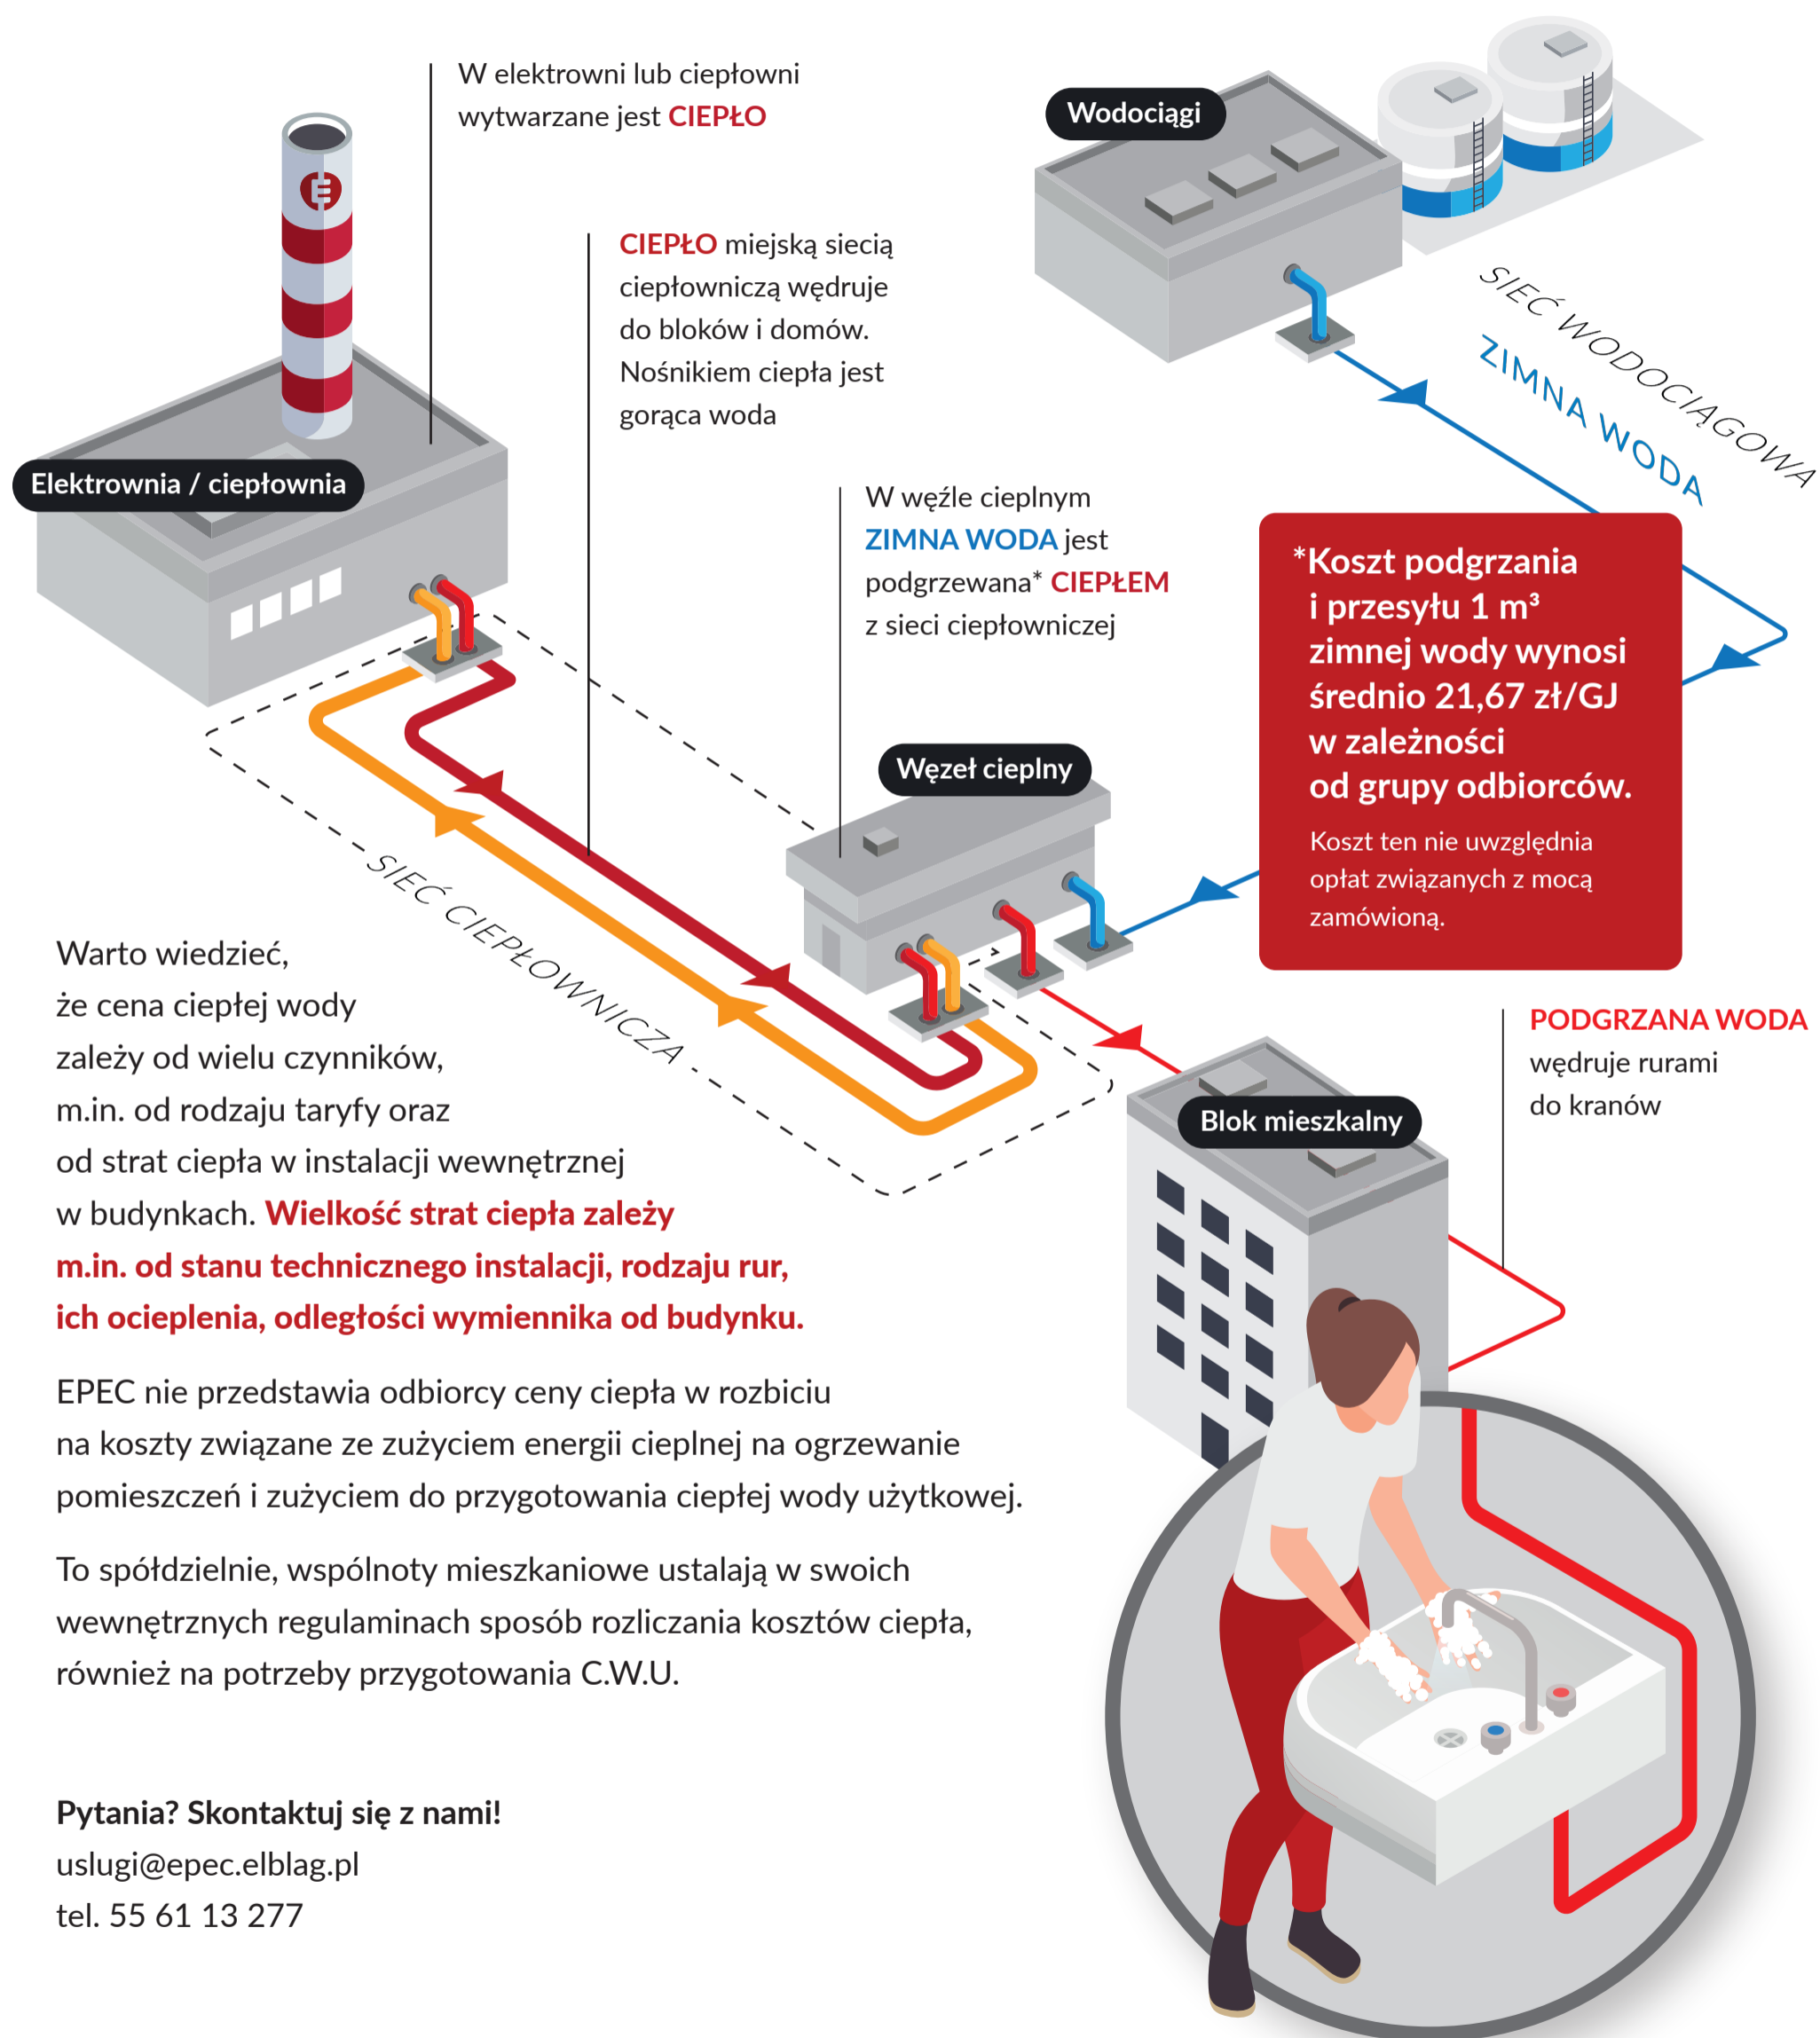 W elektrowni lub ciepłowni
wytwarzane jest CIEPŁO
Wodociągi
CIEPŁO miejską siecią
ciepłowniczą wędruje
do bloków i domów.
Nośnikiem ciepła jest
gorąca woda
SIEĆ WODOCIĄGOWA
ZIMNA WODA
Elektrownia / ciepłownia
W węźle cieplnym
ZIMNA WODA jest
podgrzewana* CIEPŁEM
z sieci ciepłowniczej
*Koszt podgrzania
i przesyłu 1 m³
zimnej wody wynosi
średnio 21,67 zł/GJ
w zależności
od grupy odbiorców.
Koszt ten nie uwzględnia
opłat związanych z mocą
zamówioną.
Węzeł cieplny
SIEĆ CIEPŁOWNICZA
PODGRZANA WODA
wędruje rurami
do kranów
Blok mieszkalny
Warto wiedzieć,
że cena ciepłej wody
zależy od wielu czynników,
m.in. od rodzaju taryfy oraz
od strat ciepła w instalacji wewnętrznej
w budynkach. Wielkość strat ciepła zależy
m.in. od stanu technicznego instalacji, rodzaju rur,
ich ocieplenia, odległości wymiennika od budynku.
EPEC nie przedstawia odbiorcy ceny ciepła w rozbiciu
na koszty związane ze zużyciem energii cieplnej na ogrzewanie
pomieszczeń i zużyciem do przygotowania ciepłej wody użytkowej.
To spółdzielnie, wspólnoty mieszkaniowe ustalają w swoich
wewnętrznych regulaminach sposób rozliczania kosztów ciepła,
również na potrzeby przygotowania C.W.U.
Pytania? Skontaktuj się z nami!
uslugi@epec.elblag.pl
tel. 55 61 13 277